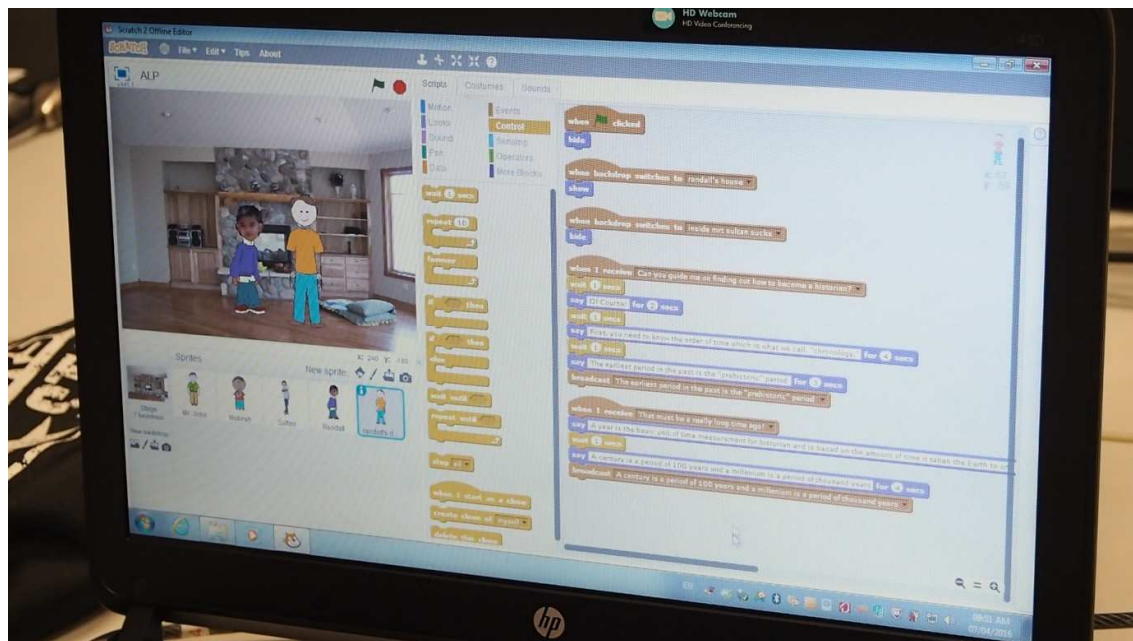 HD Webcam
HD Video Conferencing
Scratch 2 Offline Editor
SCRATCH File Edit Tips About
ALP
Scripts Costumes Sounds
Motion Events
Looks Control
Sound Sensing
Pen Operators
Data More Blocks
wait 1 secs
repeat 10
forever
if then
if then
else
wait until
repeat until
stop all
when I start as a clone
create clone of myself
delete this clone
when clicked
hide
when backdrop switches to randall's house
show
when backdrop switches to inside mrt sultan sucks
hide
when I receive Can you guide me on finding out how to become a historian?
wait 1 secs
say Of Course! for 2 secs
wait 1 secs
say First, you need to know the order of time which is what we call, "chronology." for 4 secs
wait 1 secs
say The earliest period in the past is the "prehistoric" period for 3 secs
broadcast The earliest period in the past is the "prehistoric" period
when I receive That must be a really long time ago!
say A year is the basic unit of time measurement for historian and is based on the amount of time it takes the Earth to
wait 1 secs
say A century is a period of 100 years and a millenium is a period of thousand years for 4 secs
broadcast A century is a period of 100 years and a millenium is a period of thousand years
Sprites
New sprite:
Stage
New backdrop:
Mr. John
Sultan
Randall
randall's d...
EN
07/04/2016
hp